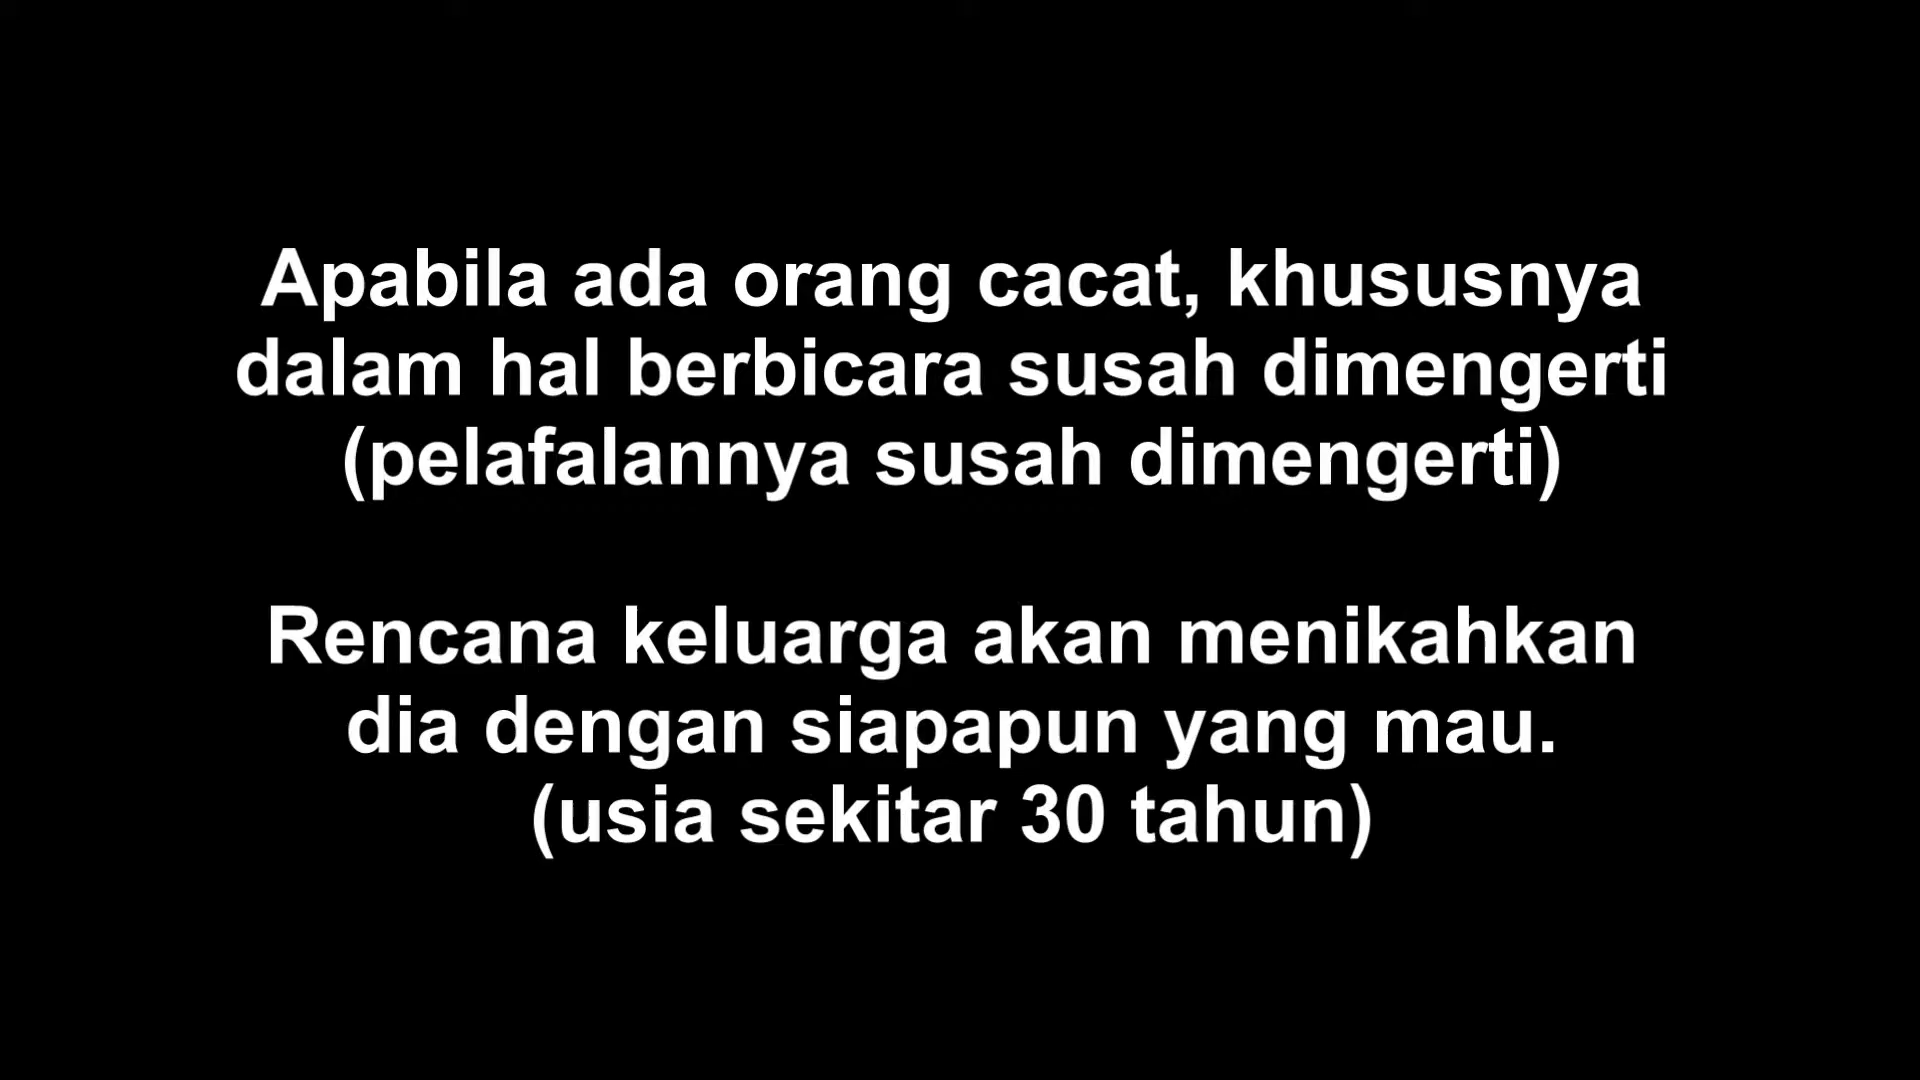 Apabila ada orang cacat, khususnya
dalam hal berbicara susah dimengerti
(pelafalannya susah dimengerti)
Rencana keluarga akan menikahkan
dia dengan siapapun yang mau.
(usia sekitar 30 tahun)